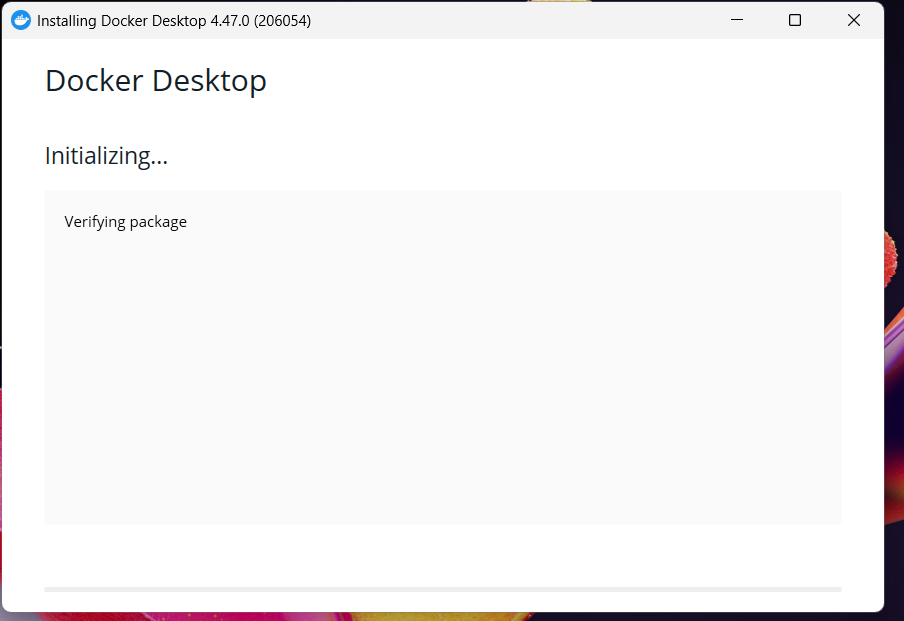 Installing Docker Desktop 4.47.0 (206054)
Docker Desktop
Initializing...
Verifying package